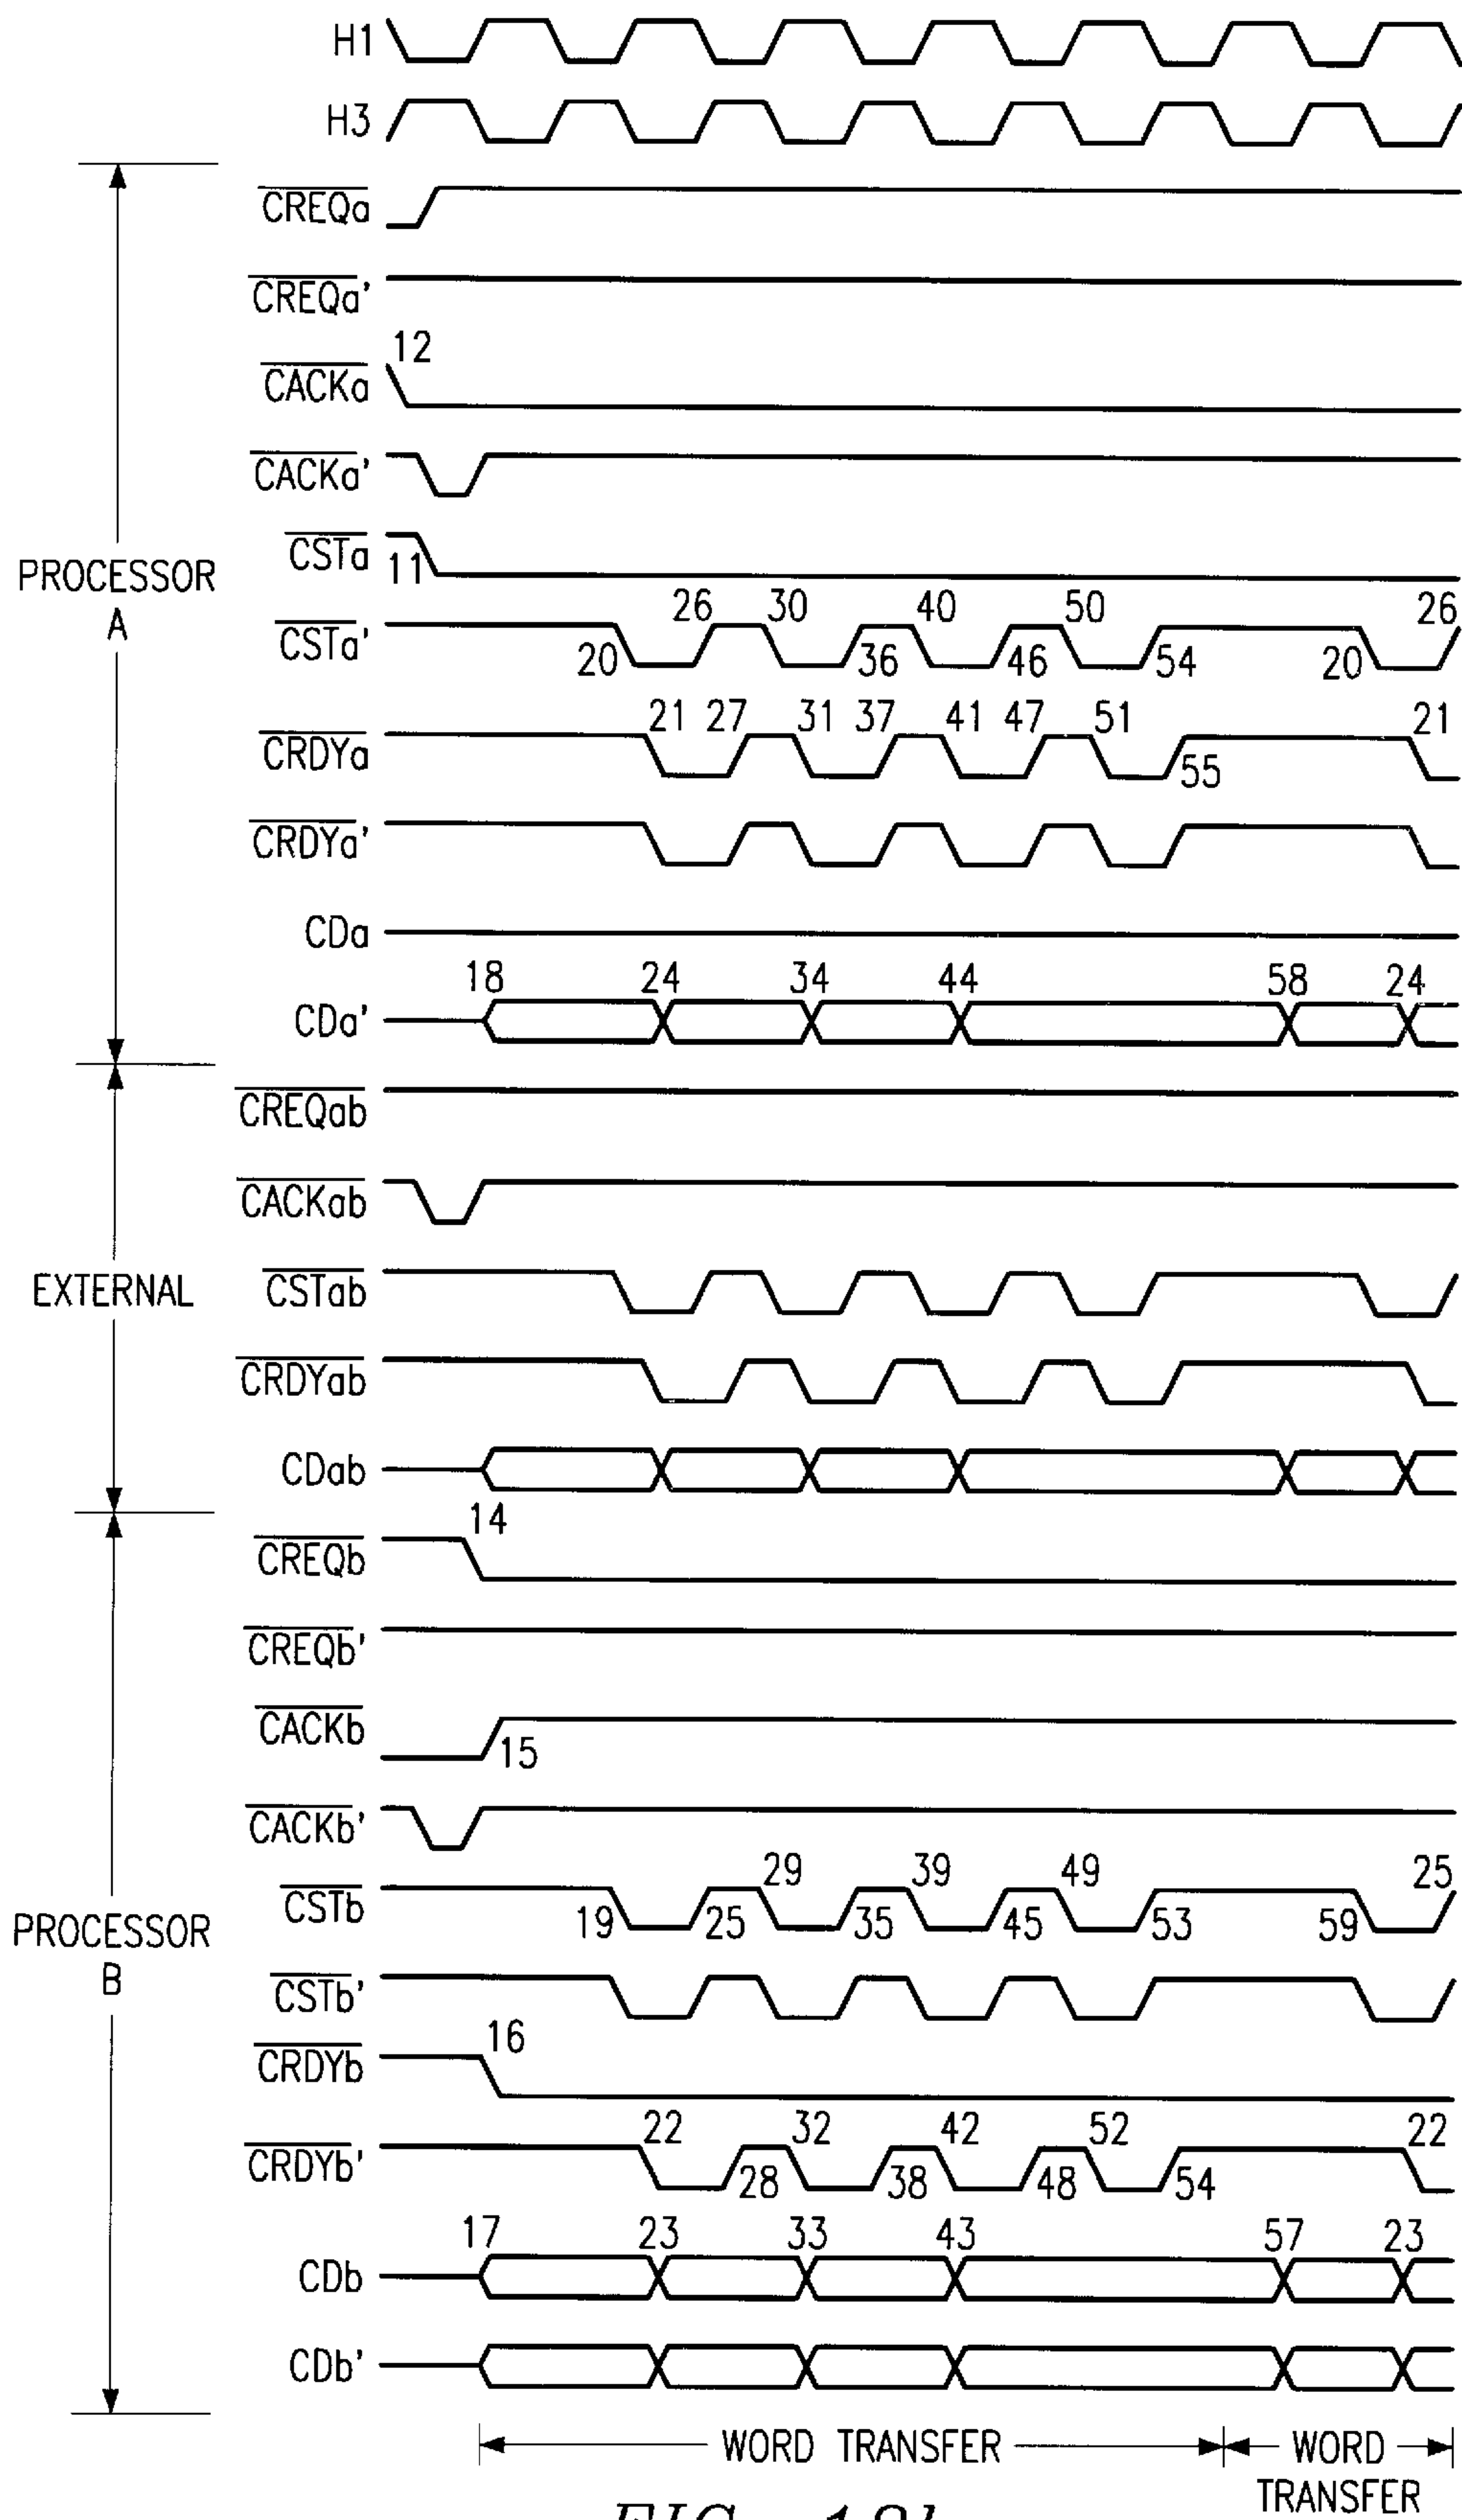 H1
H3
CREQa
CREQa'
12
CACKa
CACKa'
CSTa
11
PROCESSOR
A
26 30 40 50 26
CSTa'
20 36 46 54 20
21 27 31 37 41 47 51 21
CRDYa
55
CRDYa'
CDa
18 24 34 44 58 24
CDa'
CREQab
CACKab
EXTERNAL
CSTab
CRDYab
CDab
14
CREQb
CREQb'
CACKb
15
CACKb'
29 39 49 25
CSTb
19 25 35 45 53 59
PROCESSOR
B
CSTb'
16
CRDYb
22 32 42 52 22
CRDYb'
28 38 48 54
17 23 33 43 57 23
CDb
CDb'
WORD TRANSFER
WORD
TRANSFER